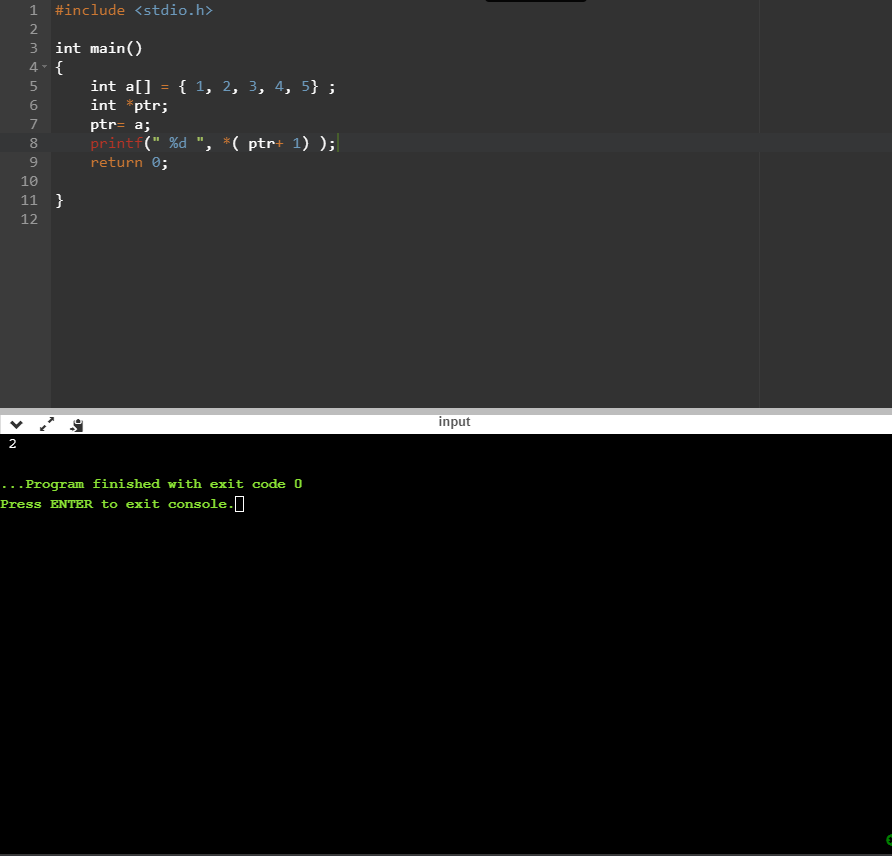 1 #include <stdio.h>
2
3 int main()
4 {
5     int a[] = { 1, 2, 3, 4, 5} ;
6     int *ptr;
7     ptr= a;
8     printf(" %d ", *( ptr+ 1) );
9     return 0;
10
11 }
12
input
2
...Program finished with exit code 0
Press ENTER to exit console.